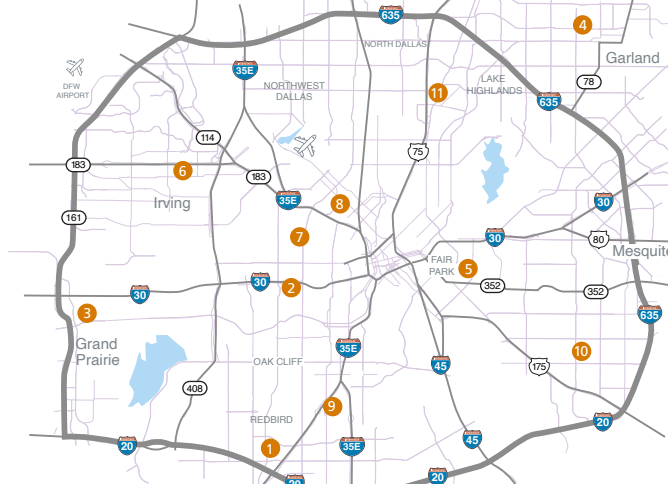 635
4
NORTH DALLAS
Garland
DFW
AIRPORT
35E
LAKE
HIGHLANDS
78
NORTHWEST
DALLAS
11
635
114
75
183
6
183
35E
30
Irving
8
161
7
30
80
Mesquite
FAIR
PARK
5
30
30
2
352
352
3
635
Grand
Prairie
35E
10
OAK CLIFF
45
175
408
9
REDBIRD
20
1
20
35E
45
20
20